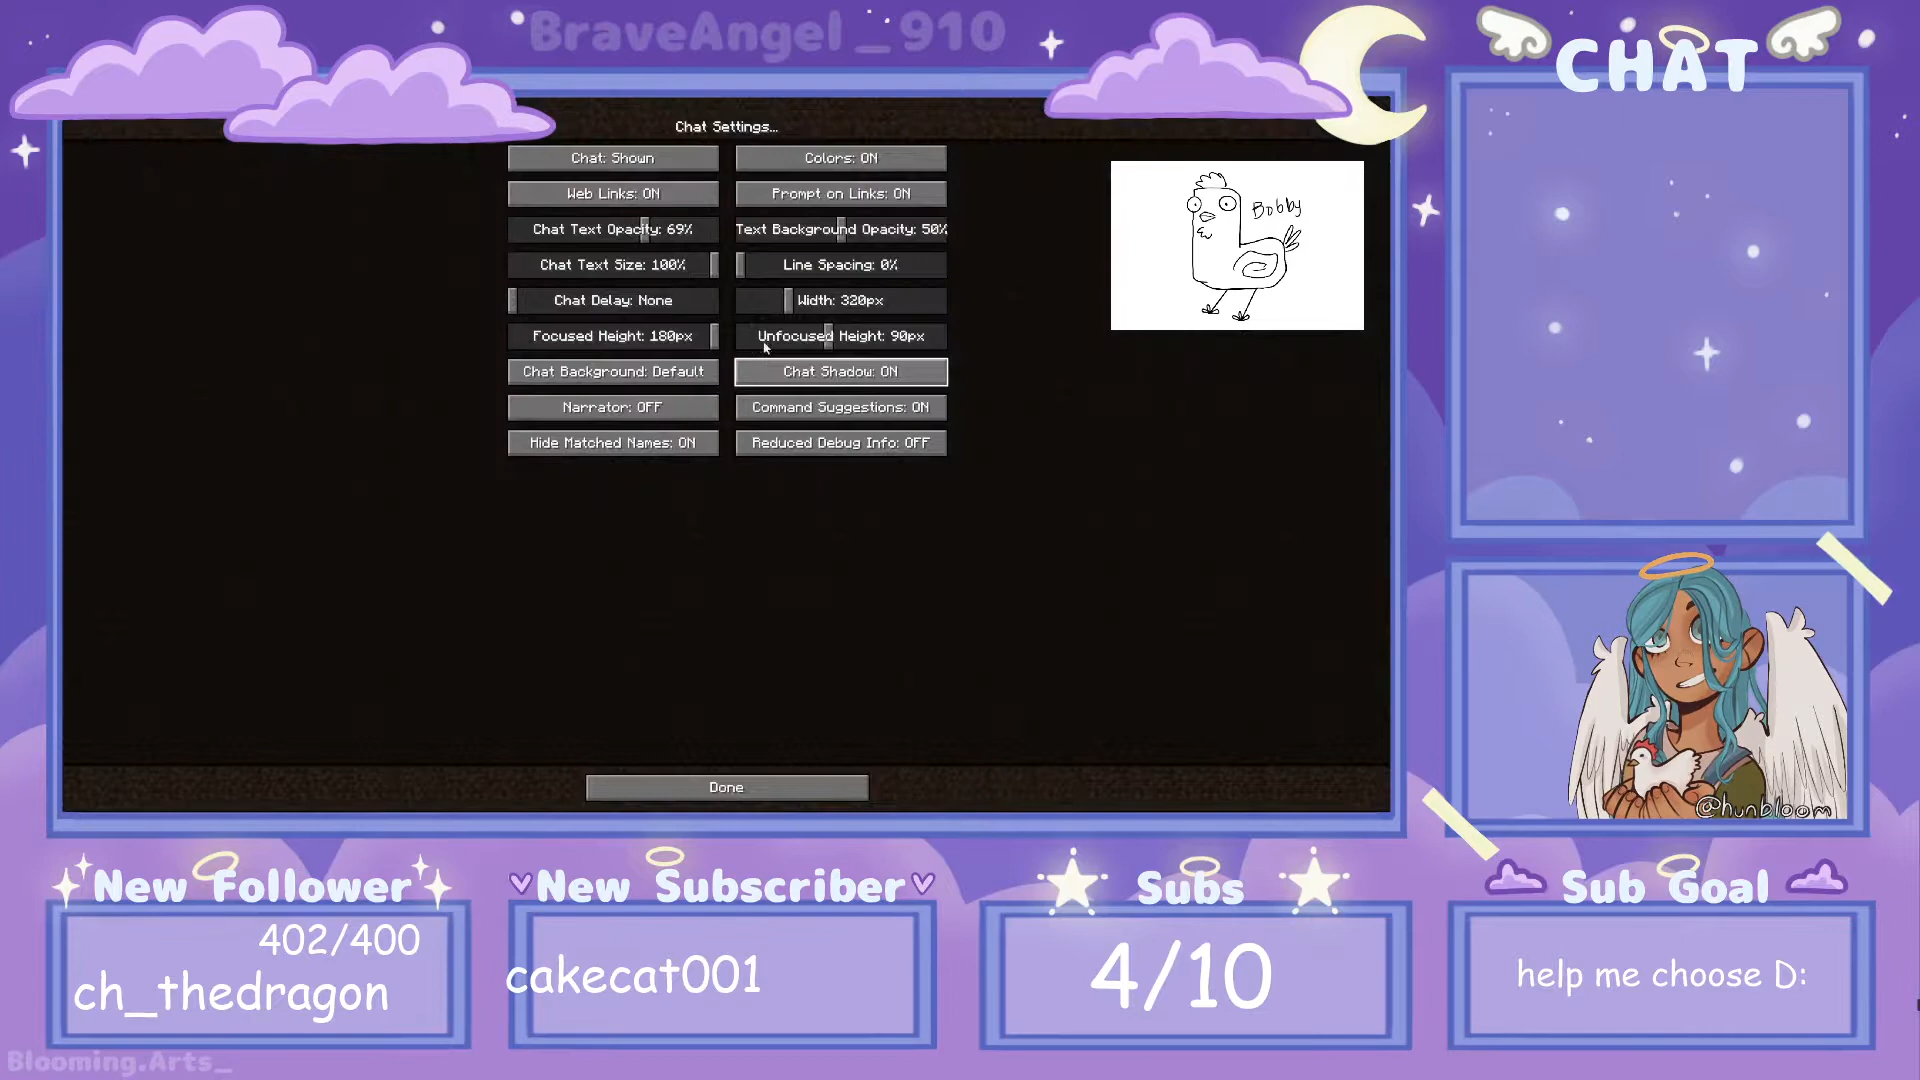 BraveAngel_910
CHAT
Chat Settings...
Chat: Shown
Colors: ON
Web Links: ON
Prompt on Links: ON
Chat Text Opacity: 69%
Text Background Opacity: 50%
Chat Text Size: 100%
Line Spacing: 0%
Chat Delay: None
Width: 320px
Focused Height: 180px
Unfocused Height: 90px
Chat Background: Default
Chat Shadow: ON
Narrator: OFF
Command Suggestions: ON
Hide Matched Names: ON
Reduced Debug Info: OFF
Done
Bobby
@hunbloom
New Follower
402/400
ch_thedragon
New Subscriber
cakecat001
Subs
4/10
Sub Goal
help me choose D:
Blooming.Arts_